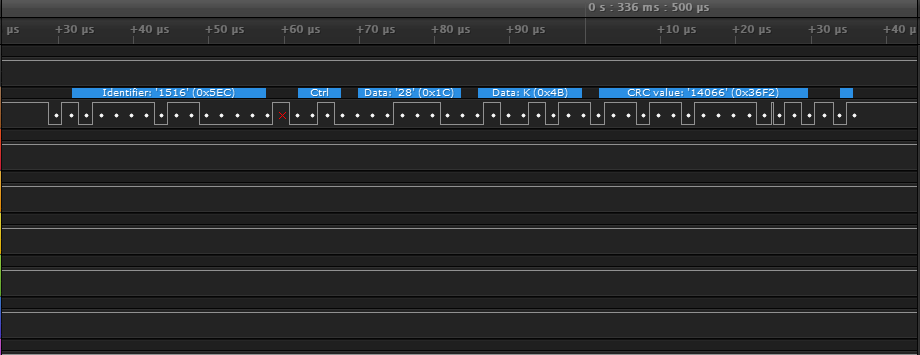 0 s : 336 ms : 500 µs
µs +30 µs +40 µs +50 µs +60 µs +70 µs +80 µs +90 µs +10 µs +20 µs +30 µs +40 µ
Identifier: '1516' (0x5EC) Ctrl Data: '28' (0x1C) Data: K (0x4B) CRC value: '14066' (0x36F2)